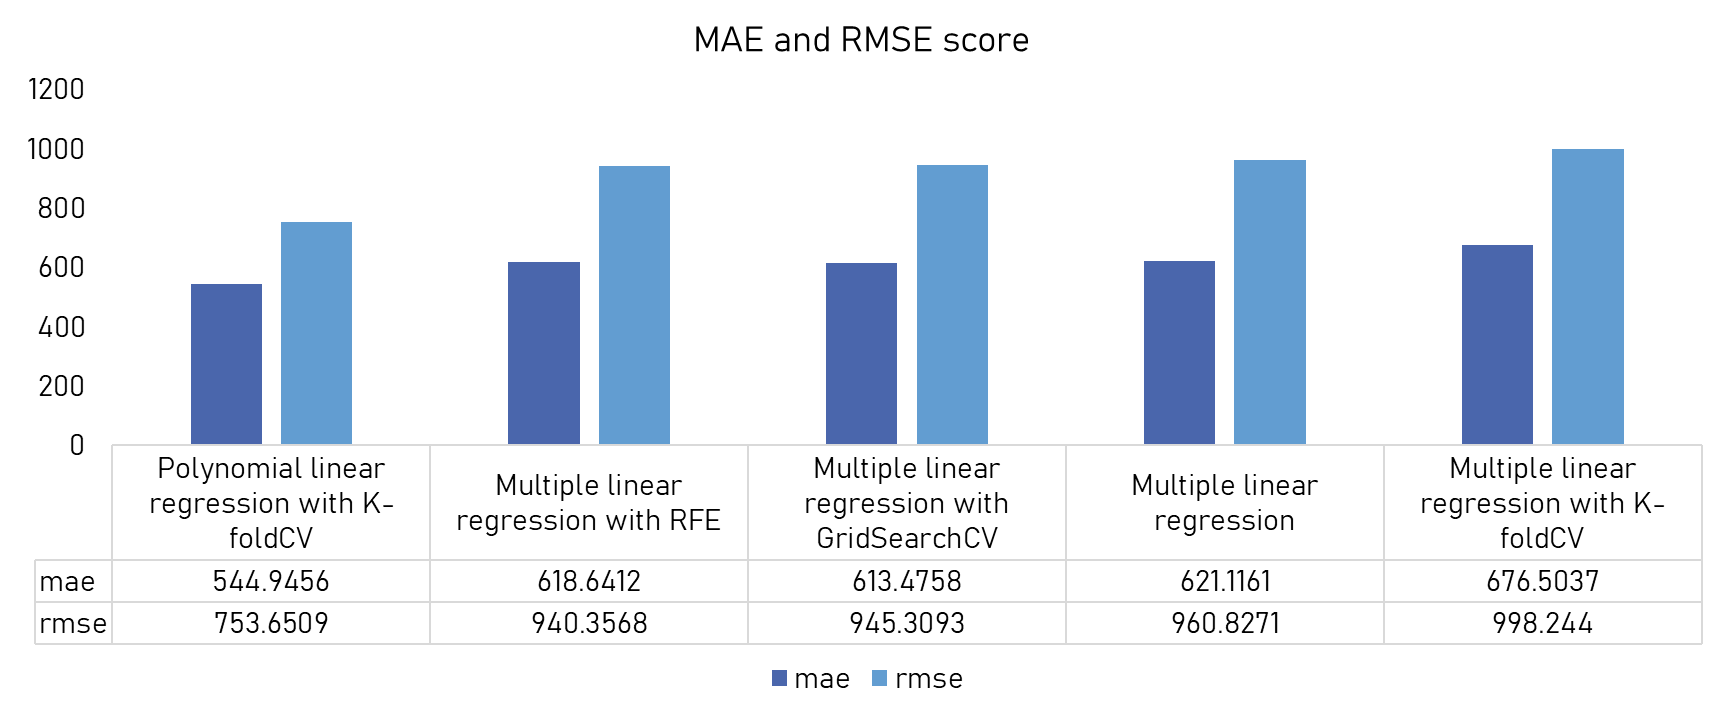 MAE and RMSE score
1200
1000
800
600
400
200
0
Polynomial linear
regression with K-
foldCV
Multiple linear
regression with RFE
Multiple linear
regression with
GridSearchCV
Multiple linear
regression
Multiple linear
regression with K-
foldCV
mae 544.9456 618.6412 613.4758 621.1161 676.5037
rmse 753.6509 940.3568 945.3093 960.8271 998.244
mae rmse